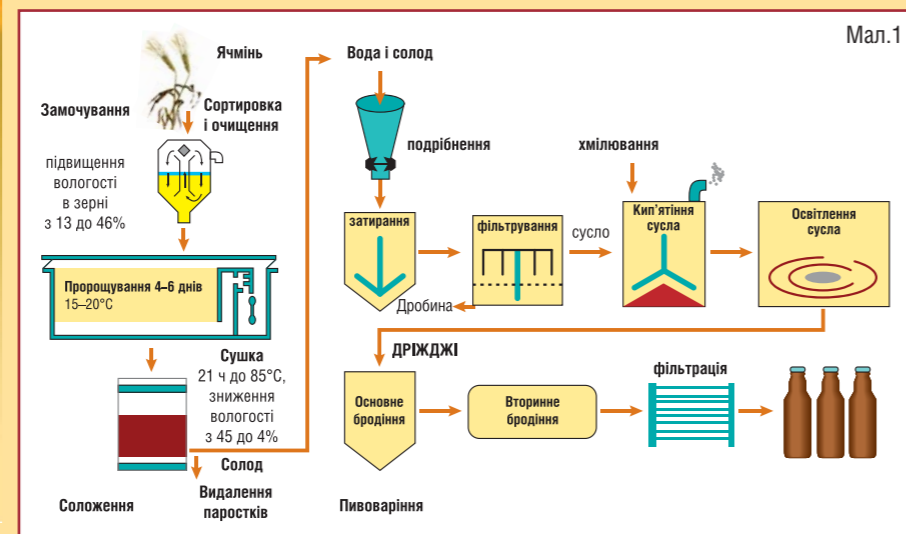 Мал.1
Ячмінь
Замочування
Сортировка
і очищення
підвищення
вологості
в зерні
з 13 до 46%
Пророщування 4–6 днів
15–20°C
Сушка
21 ч до 85°C,
зниження
вологості
з 45 до 4%
Солод
Видалення
паростків
Соложення
Вода і солод
подрібнення
затирання
фільтрування
Дробина
сусло
хмілювання
Кип'ятіння
сусла
Освітлення
сусла
ДРІЖДЖІ
Основне
бродіння
Вторинне
бродіння
фільтрація
Пивоваріння